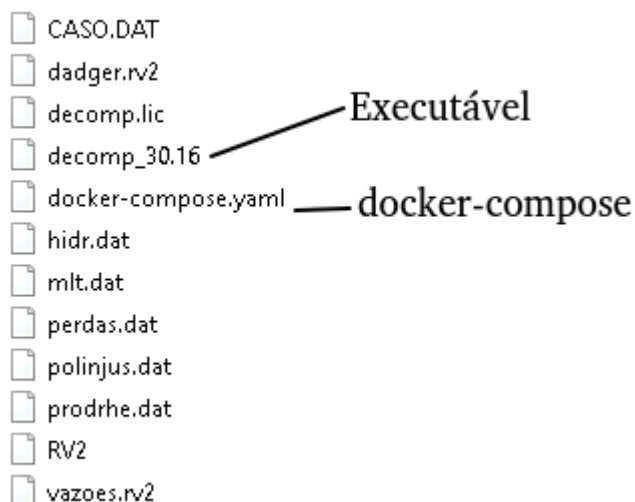 CASO.DAT
dadger.rv2
decomp.lic
Executável
decomp_30.16
docker-compose.yaml
docker-compose
hidr.dat
mlt.dat
perdas.dat
polinjus.dat
prodrhe.dat
RV2
vazoes.rv2